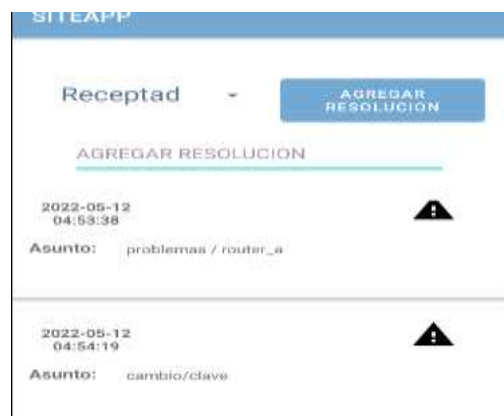 SITEAPP
Receptad
AGREGAR
RESOLUCION
AGREGAR RESOLUCION
2022-05-12
04:53:38
Asunto: problemas / router_a
2022-05-12
04:54:19
Asunto: cambio/clave